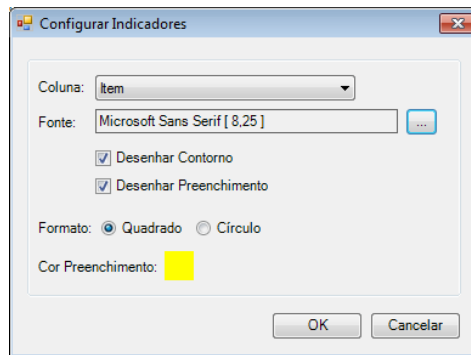 Configurar Indicadores
Coluna: Item
Fonte: Microsoft Sans Serif [ 8,25 ] ...
Desenhar Contorno
Desenhar Preenchimento
Formato: Quadrado Círculo
Cor Preenchimento:
OK Cancelar